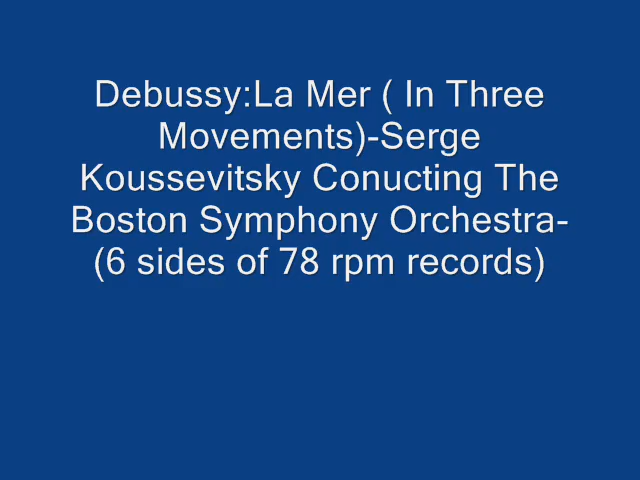 Debussy:La Mer ( In Three
Movements)-Serge
Koussevitsky Conucting The
Boston Symphony Orchestra-
(6 sides of 78 rpm records)